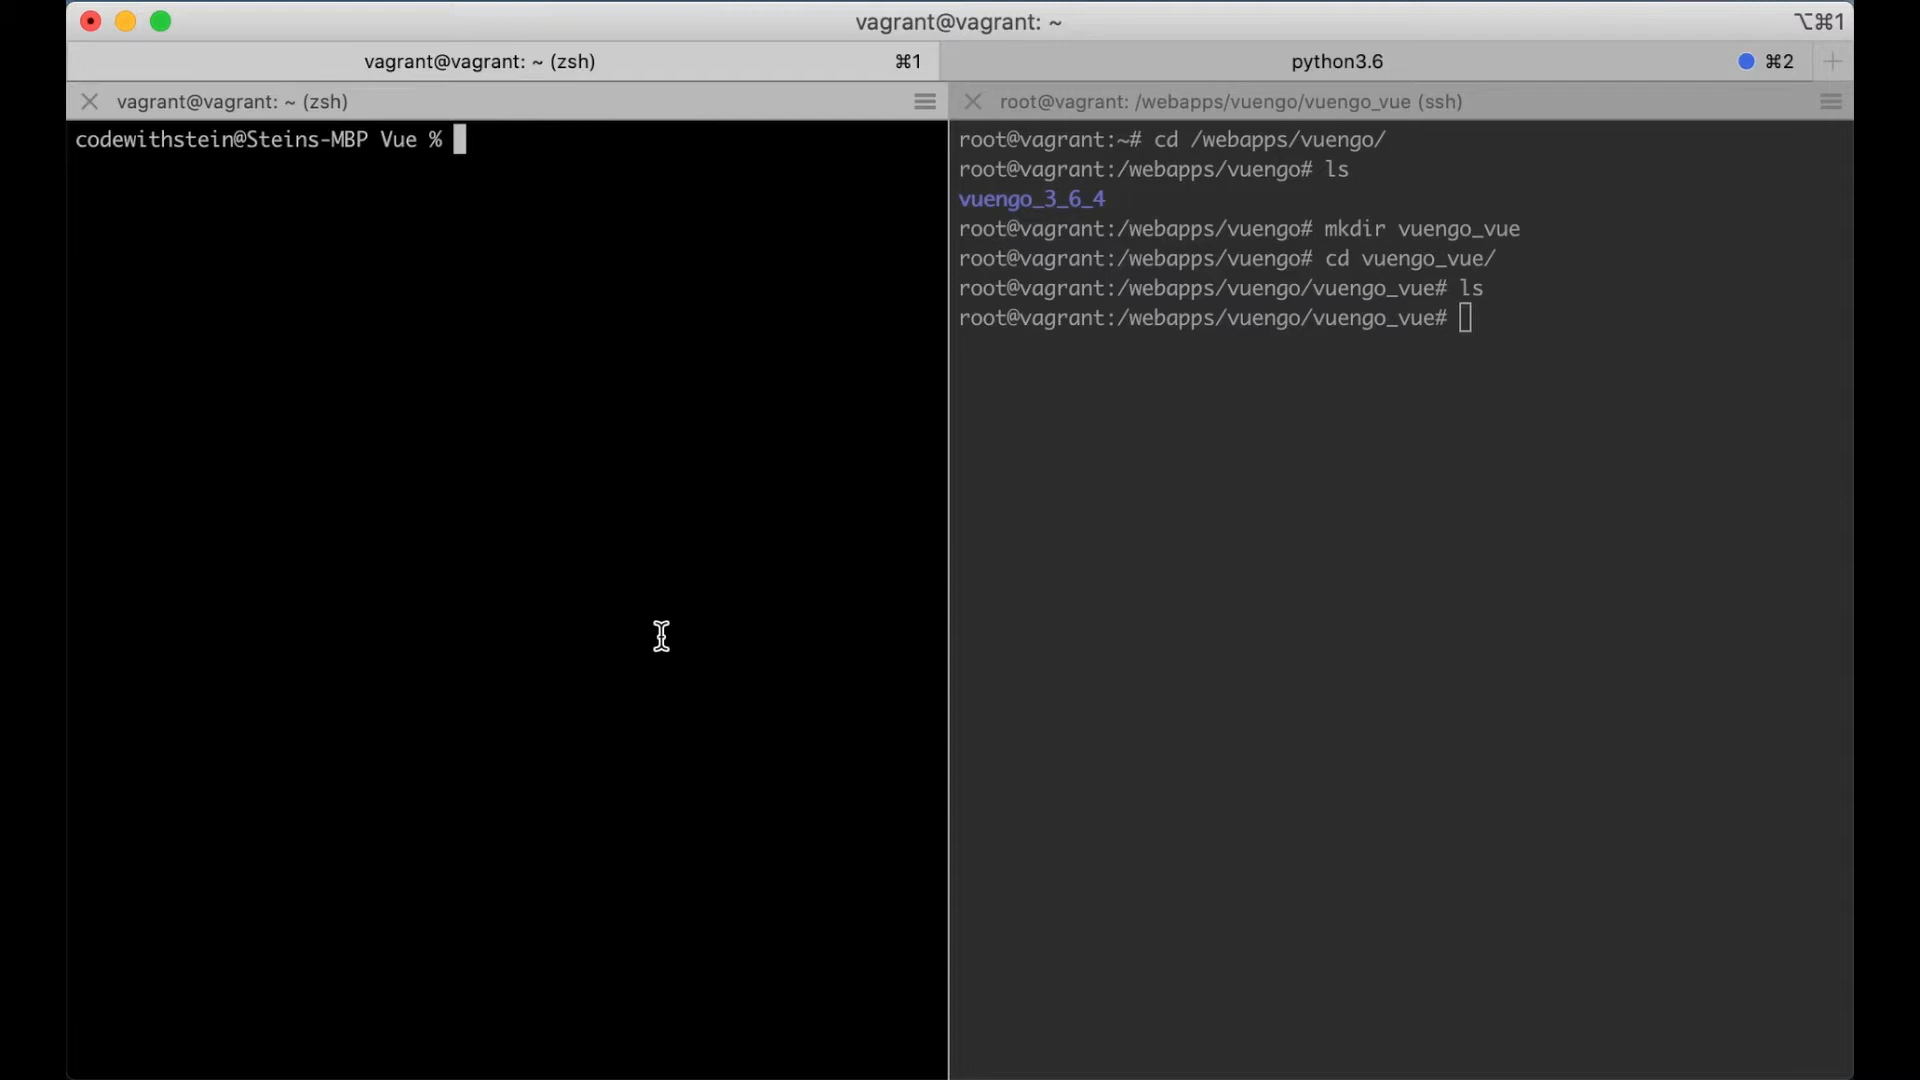 vagrant@vagrant: ~
⌥⌘1
vagrant@vagrant: ~ (zsh)
⌘1
python3.6
⌘2
vagrant@vagrant: ~ (zsh)
root@vagrant: /webapps/vuengo/vuengo_vue (ssh)
codewithstein@Steins-MBP Vue %
root@vagrant:~# cd /webapps/vuengo/
root@vagrant:/webapps/vuengo# ls
vuengo_3_6_4
root@vagrant:/webapps/vuengo# mkdir vuengo_vue
root@vagrant:/webapps/vuengo# cd vuengo_vue/
root@vagrant:/webapps/vuengo/vuengo_vue# ls
root@vagrant:/webapps/vuengo/vuengo_vue#